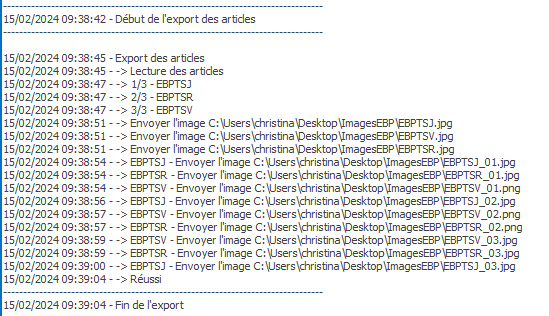 15/02/2024 09:38:42 - Début de l'export des articles
15/02/2024 09:38:45 - Export des articles
15/02/2024 09:38:45 - --> Lecture des articles
15/02/2024 09:38:47 - --> 1/3 - EBPTSJ
15/02/2024 09:38:47 - --> 2/3 - EBPTSR
15/02/2024 09:38:47 - --> 3/3 - EBPTSV
15/02/2024 09:38:51 - --> Envoyer l'image C:\Users\christina\Desktop\ImagesEBP\EBPTSJ.jpg
15/02/2024 09:38:51 - --> Envoyer l'image C:\Users\christina\Desktop\ImagesEBP\EBPTSV.jpg
15/02/2024 09:38:51 - --> Envoyer l'image C:\Users\christina\Desktop\ImagesEBP\EBPTSR.jpg
15/02/2024 09:38:54 - --> EBPTSJ - Envoyer l'image C:\Users\christina\Desktop\ImagesEBP\EBPTSJ_01.jpg
15/02/2024 09:38:54 - --> EBPTSR - Envoyer l'image C:\Users\christina\Desktop\ImagesEBP\EBPTSR_01.jpg
15/02/2024 09:38:54 - --> EBPTSV - Envoyer l'image C:\Users\christina\Desktop\ImagesEBP\EBPTSV_01.png
15/02/2024 09:38:56 - --> EBPTSJ - Envoyer l'image C:\Users\christina\Desktop\ImagesEBP\EBPTSJ_02.jpg
15/02/2024 09:38:57 - --> EBPTSV - Envoyer l'image C:\Users\christina\Desktop\ImagesEBP\EBPTSV_02.png
15/02/2024 09:38:57 - --> EBPTSR - Envoyer l'image C:\Users\christina\Desktop\ImagesEBP\EBPTSR_02.png
15/02/2024 09:38:59 - --> EBPTSV - Envoyer l'image C:\Users\christina\Desktop\ImagesEBP\EBPTSV_03.jpg
15/02/2024 09:38:59 - --> EBPTSR - Envoyer l'image C:\Users\christina\Desktop\ImagesEBP\EBPTSR_03.jpg
15/02/2024 09:39:00 - --> EBPTSJ - Envoyer l'image C:\Users\christina\Desktop\ImagesEBP\EBPTSJ_03.jpg
15/02/2024 09:39:04 - --> Réussi
15/02/2024 09:39:04 - Fin de l'export